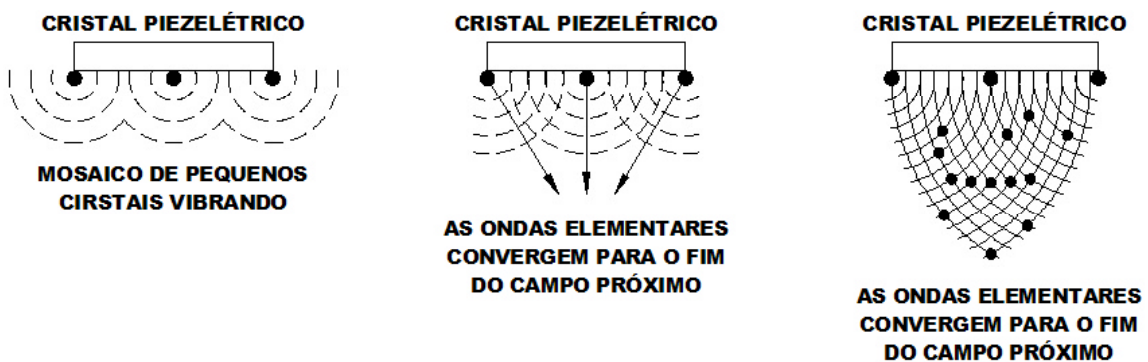 CRISTAL PIEZELÉTRICO
MOSAICO DE PEQUENOS
CIRSTAIS VIBRANDO
CRISTAL PIEZELÉTRICO
AS ONDAS ELEMENTARES
CONVERGEM PARA O FIM
DO CAMPO PRÓXIMO
CRISTAL PIEZELÉTRICO
AS ONDAS ELEMENTARES
CONVERGEM PARA O FIM
DO CAMPO PRÓXIMO